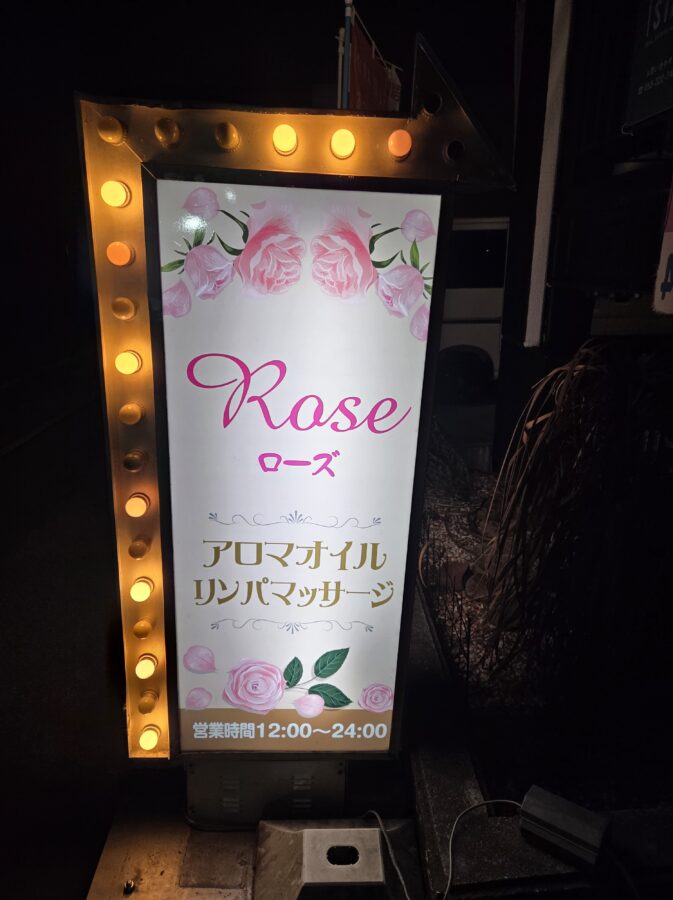 Rose
ローズ
アロマオイル
リンパマッサージ
営業時間12:00～24:00